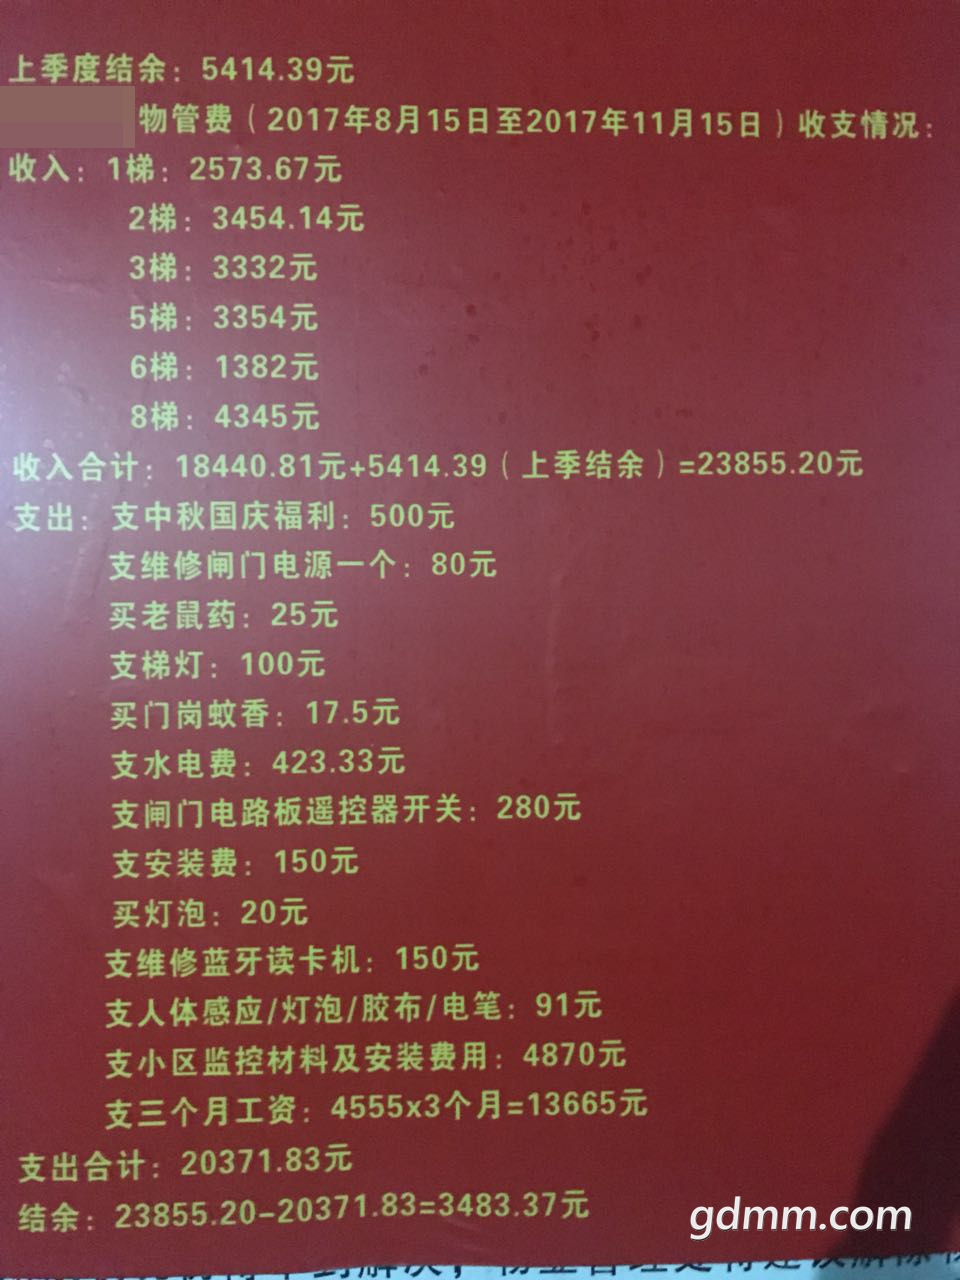 上季度结余：5414.39元
物管费（2017年8月15日至2017年11月15日）收支情况：
收入：1梯：2573.67元
2梯：3454.14元
3梯：3332元
5梯：3354元
6梯：1382元
8梯：4345元
收入合计：18440.81元+5414.39（上季结余）=23855.20元
支出：支中秋国庆福利：500元
支维修闸门电源一个：80元
买老鼠药：25元
支梯灯：100元
买门岗蚊香：17.5元
支水电费：423.33元
支闸门电路板遥控器开关：280元
支安装费：150元
买灯泡：20元
支维修蓝牙读卡机：150元
支人体感应/灯泡/胶布/电笔：91元
支小区监控材料及安装费用：4870元
支三个月工资：4555x3个月=13665元
支出合计：20371.83元
结余：23855.20-20371.83=3483.37元
gdmm.com